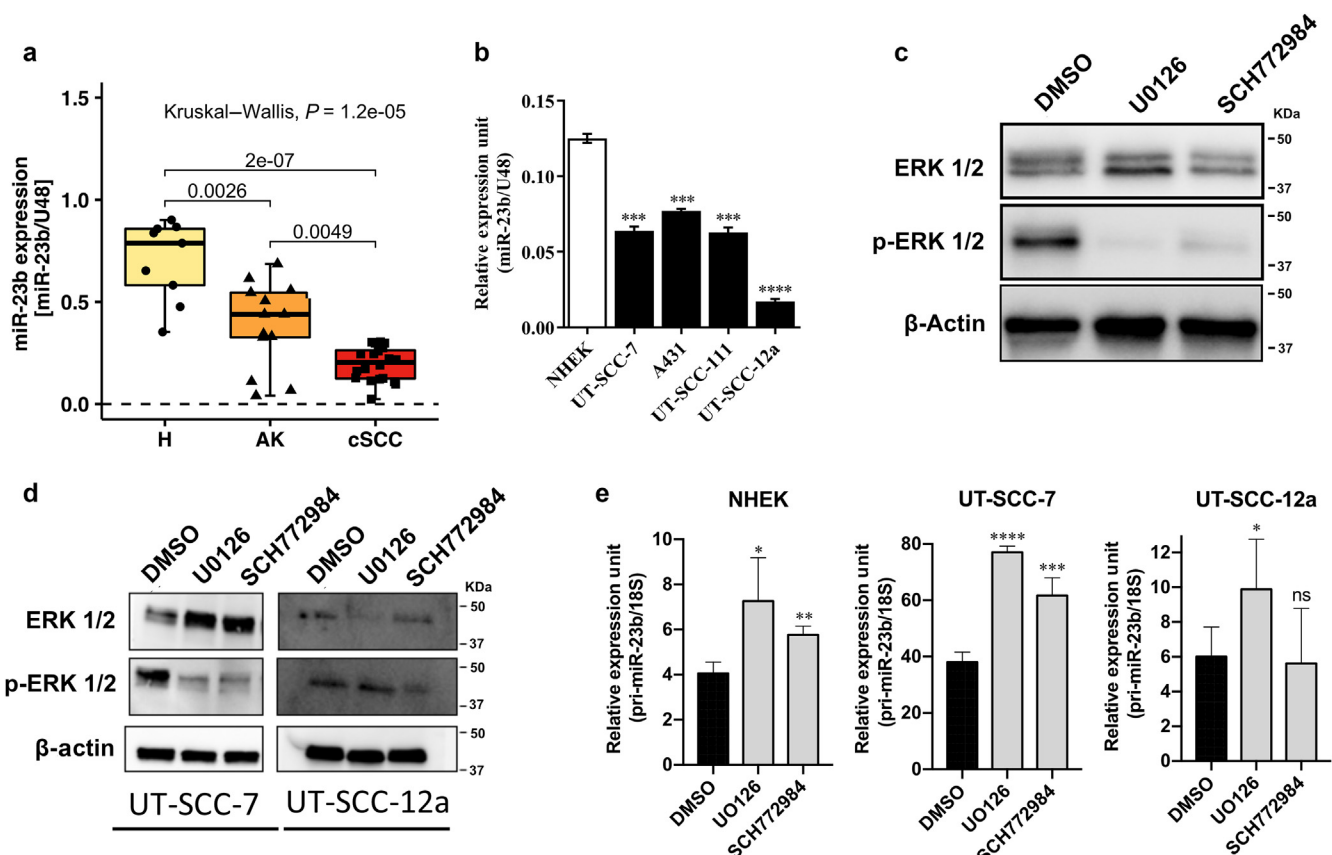 a
miR-23b expression
[miR-23b/U48]
1.5
1.0
0.5
0.0
Kruskal–Wallis, P = 1.2e-05
2e-07
0.0026
0.0049
H AK cSCC
b
Relative expression unit
(miR-23b/U48)
0.15
0.10
0.05
0.00
*** *** *** ****
NHEK
UT-SCC-7
A431
UT-SCC-111
UT-SCC-12a
c
DMSO
U0126
SCH772984
KDa
ERK 1/2
50
37
p-ERK 1/2
50
37
β-Actin
50
37
d
DMSO
U0126
SCH772984
DMSO
U0126
SCH772984
KDa
ERK 1/2
50
37
p-ERK 1/2
50
37
β-actin
50
37
UT-SCC-7 UT-SCC-12a
e
NHEK
Relative expression unit
(pri-miR-23b/18S)
10
8
6
4
2
0
*
**
DMSO
UO126
SCH772984
UT-SCC-7
Relative expression unit
(pri-miR-23b/18S)
80
60
40
20
0
****
***
DMSO
UO126
SCH772984
UT-SCC-12a
Relative expression unit
(pri-miR-23b/18S)
12
10
8
6
4
2
0
*
ns
DMSO
UO126
SCH772984